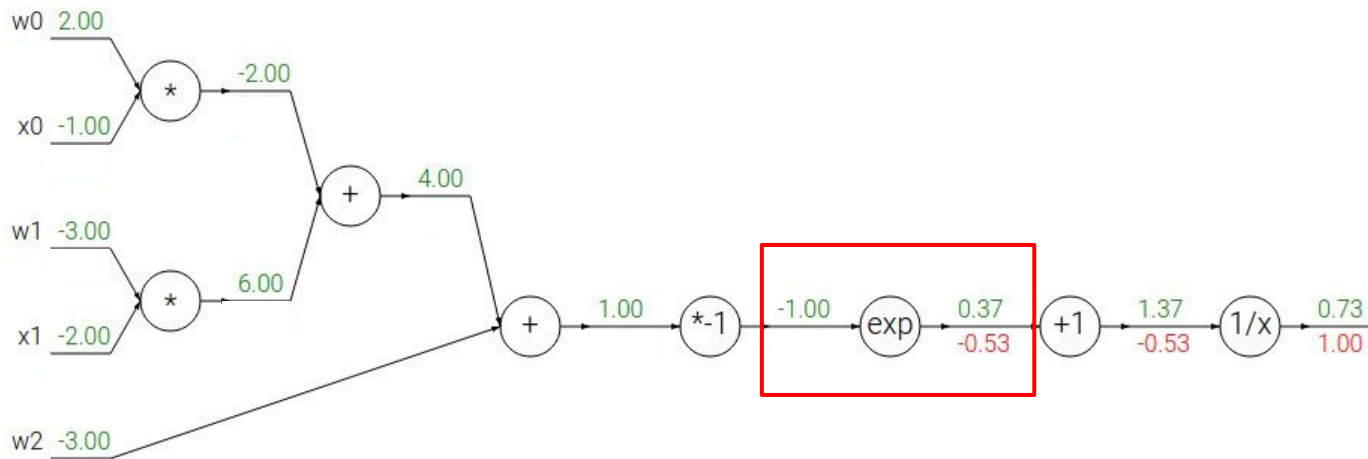 w0 2.00
* -2.00
x0 -1.00
+ 4.00
w1 -3.00
* 6.00
x1 -2.00
+ 1.00 *-1 -1.00 exp 0.37 +1 1.37 1/x 0.73
-0.53 -0.53 1.00
w2 -3.00